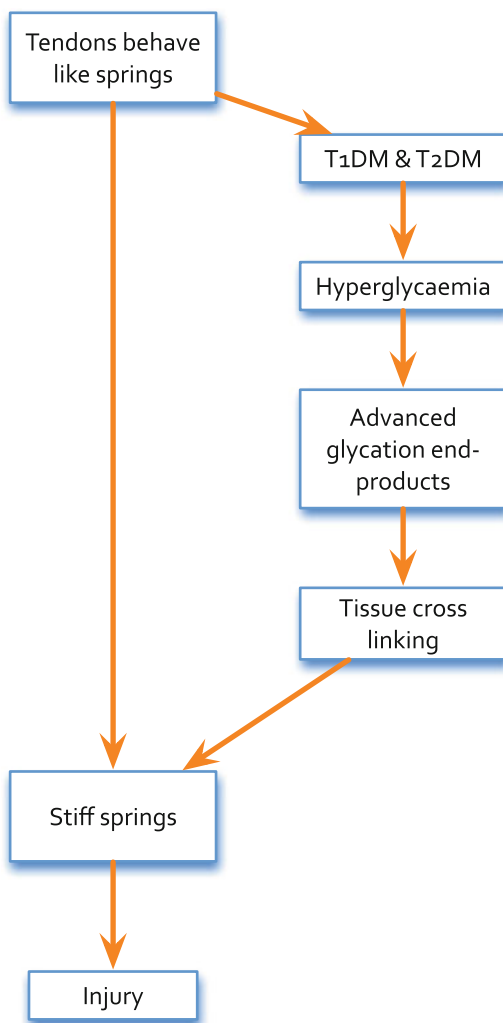 Tendons behave
like springs
T1DM & T2DM
Hyperglycaemia
Advanced
glycation end-
products
Tissue cross
linking
Stiff springs
Injury